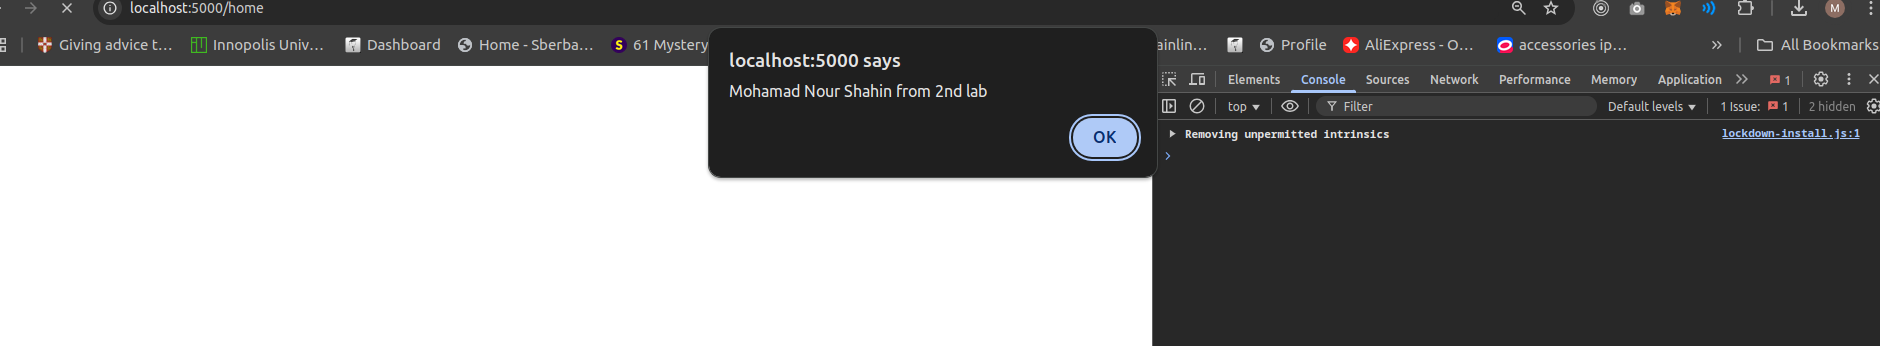 localhost:5000/home
M
Giving advice t... Innopolis Univ... Dashboard Home - Sberba... S 61 Mystery ainlin... Profile AliExpress - O... accessories ip... » All Bookmarks
localhost:5000 says
Mohamad Nour Shahin from 2nd lab
OK
Elements Console Sources Network Performance Memory Application » 1
top Filter Default levels 1 Issue: 1 2 hidden
Removing unpermitted intrinsics lockdown-install.js:1